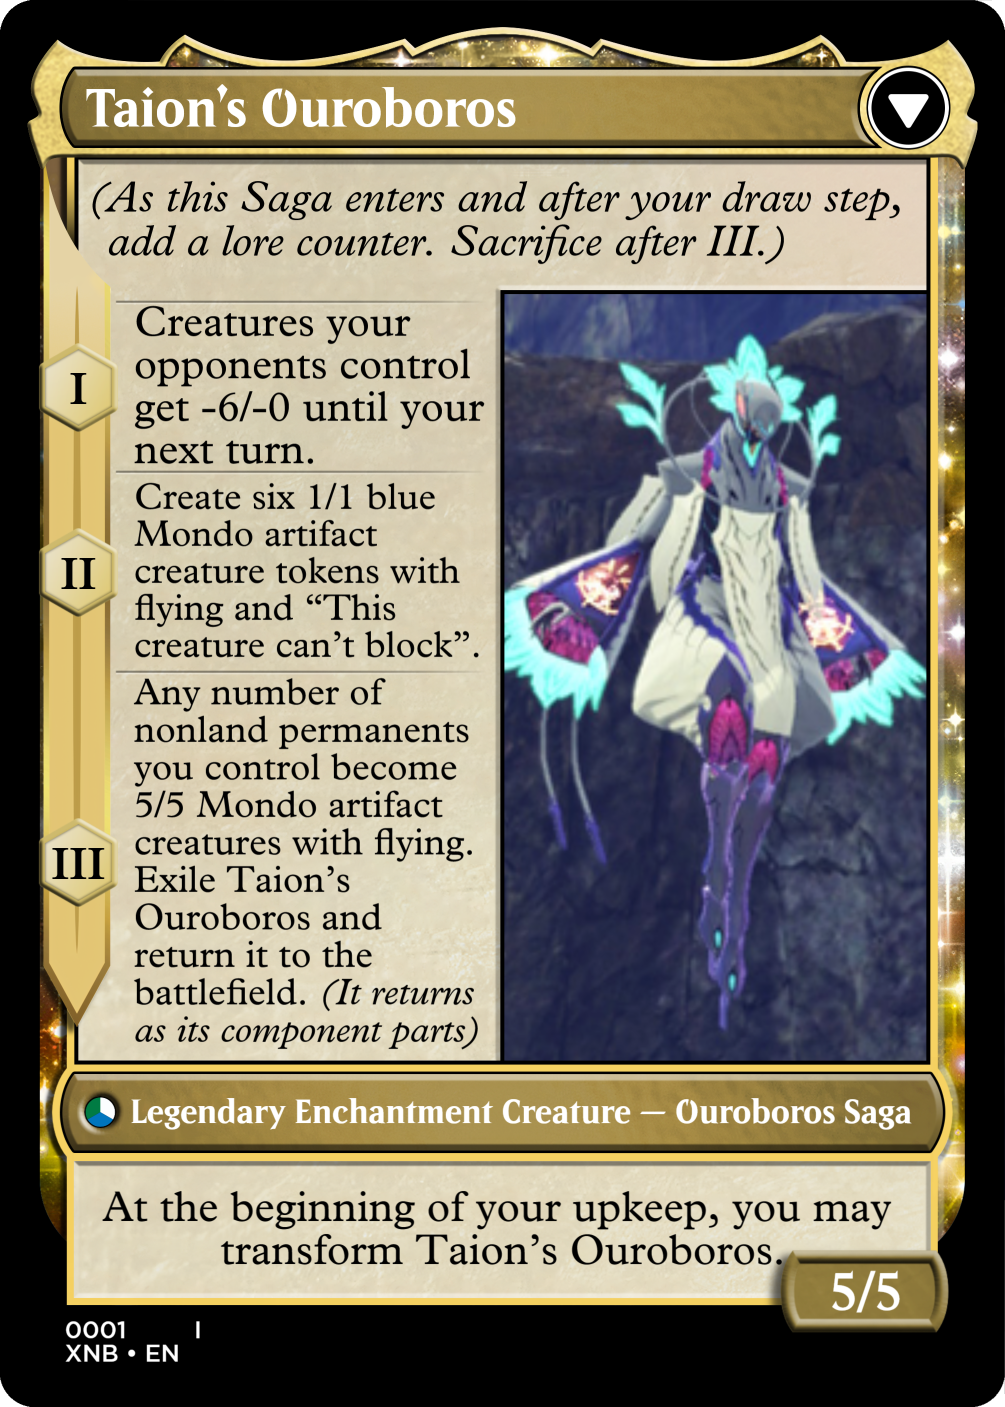 Taion's Ouroboros
(As this Saga enters and after your draw step,
add a lore counter. Sacrifice after III.)
I
Creatures your
opponents control
get -6/-0 until your
next turn.
II
Create six 1/1 blue
Mondo artifact
creature tokens with
flying and “This
creature can't block”.
III
Any number of
nonland permanents
you control become
5/5 Mondo artifact
creatures with flying.
Exile Taion's
Ouroboros and
return it to the
battlefield. (It returns
as its component parts)
Legendary Enchantment Creature — Ouroboros Saga
At the beginning of your upkeep, you may
transform Taion's Ouroboros.
5/5
0001 I
XNB • EN